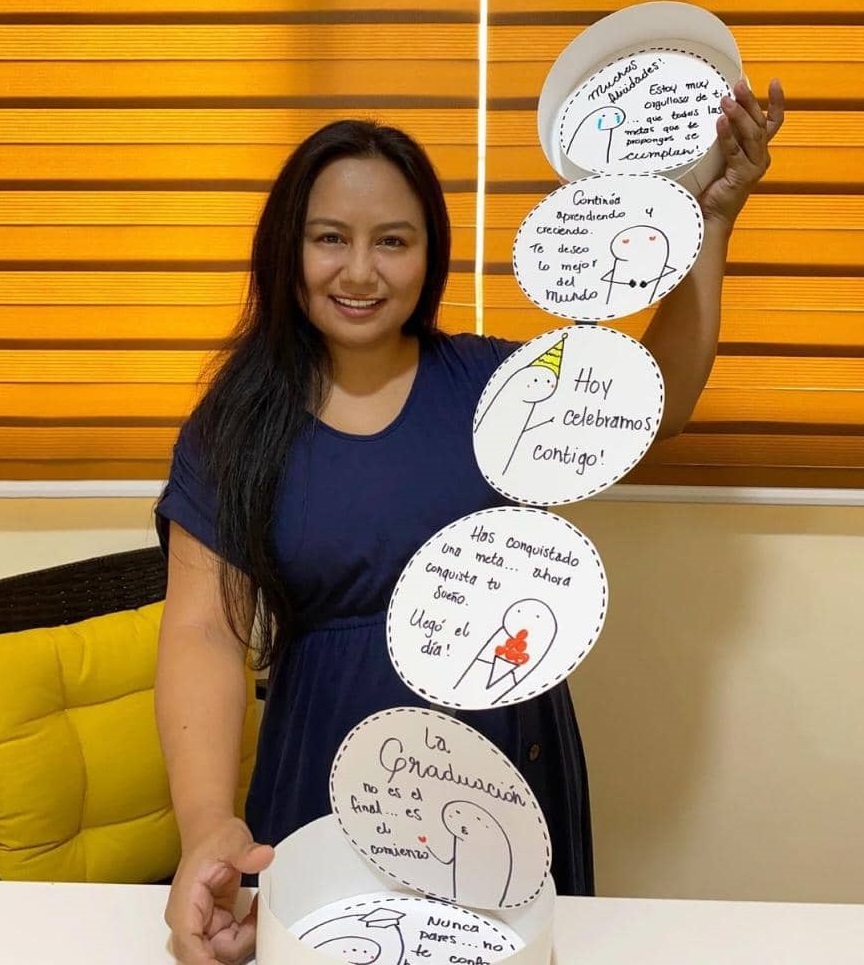 Muchas
felicidades!
Estoy muy
orgullosa de ti
... que todas las
metas que te
propongas se
cumplan!
Continúa
aprendiendo y
creciendo.
Te deseo
lo mejor
del
mundo
Hoy
celebramos
contigo!
Has conquistado
una meta... ahora
conquista tu
sueño.
Llegó el
día!
La
Graduación
no es el
final... es
el
comienzo
Nunca
pares... no
te